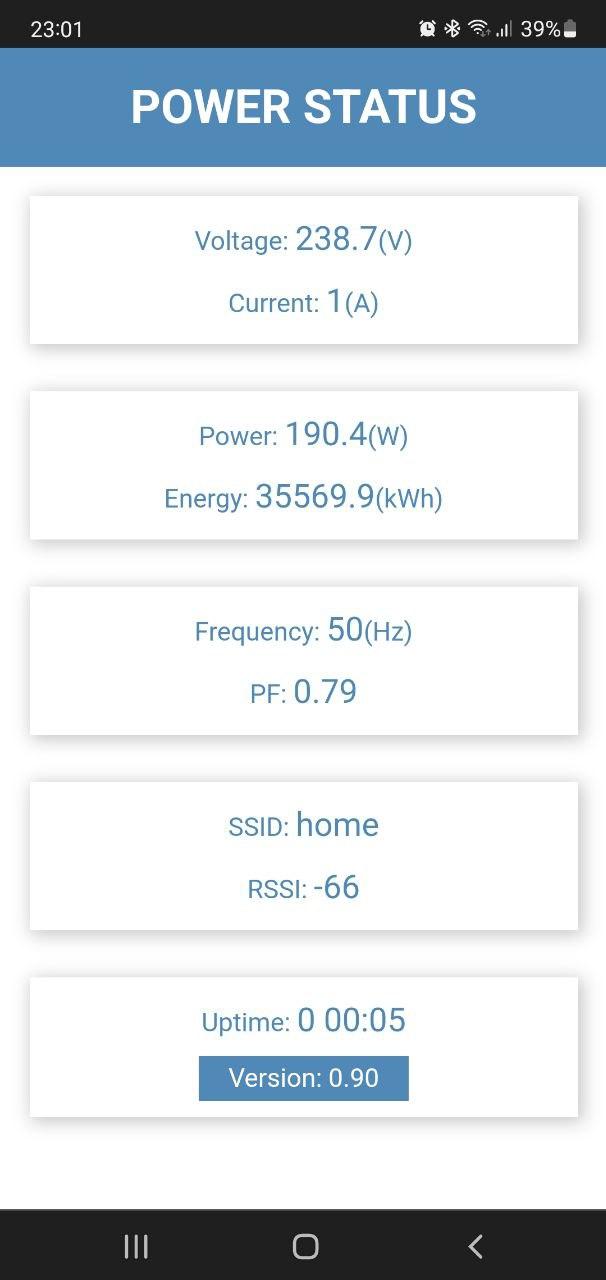 23:01
39%
POWER STATUS
Voltage: 238.7(V)
Current: 1(A)
Power: 190.4(W)
Energy: 35569.9(kWh)
Frequency: 50(Hz)
PF: 0.79
SSID: home
RSSI: -66
Uptime: 0 00:05
Version: 0.90